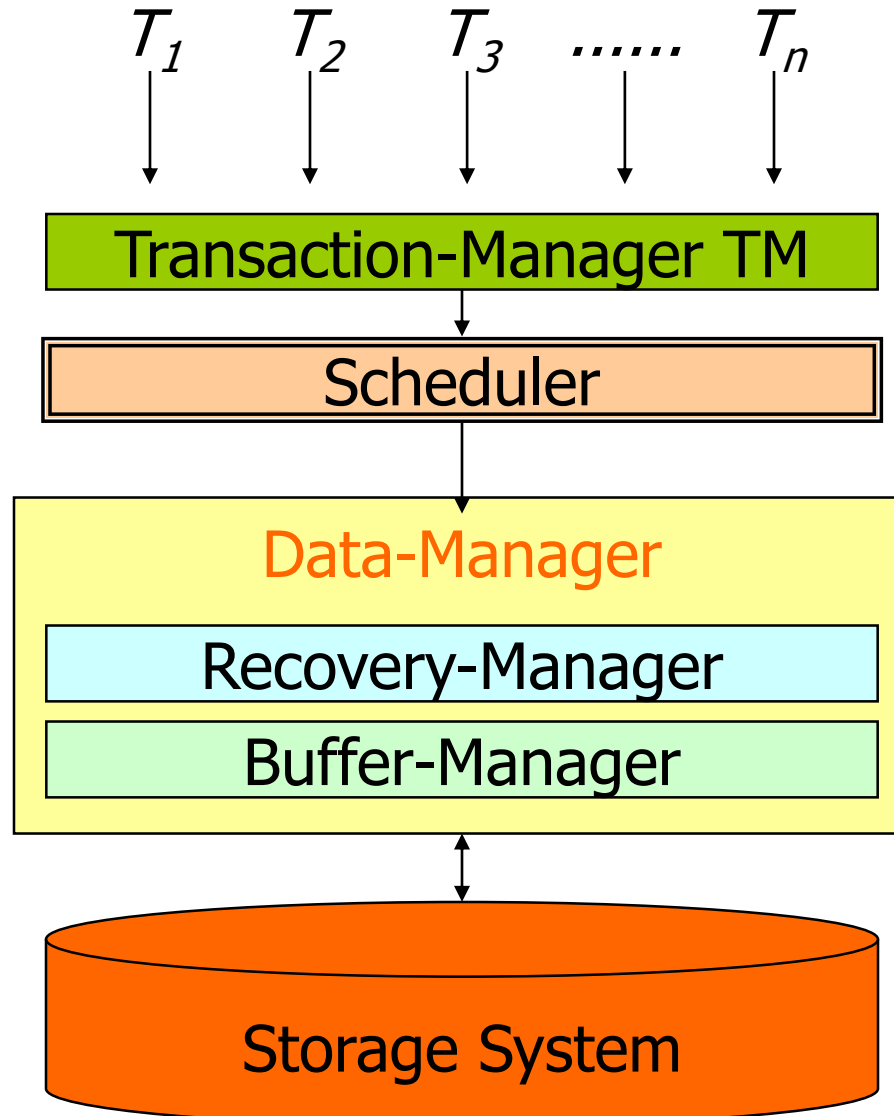 T1 T2 T3 ...... Tn
Transaction-Manager TM
Scheduler
Data-Manager
Recovery-Manager
Buffer-Manager
Storage System